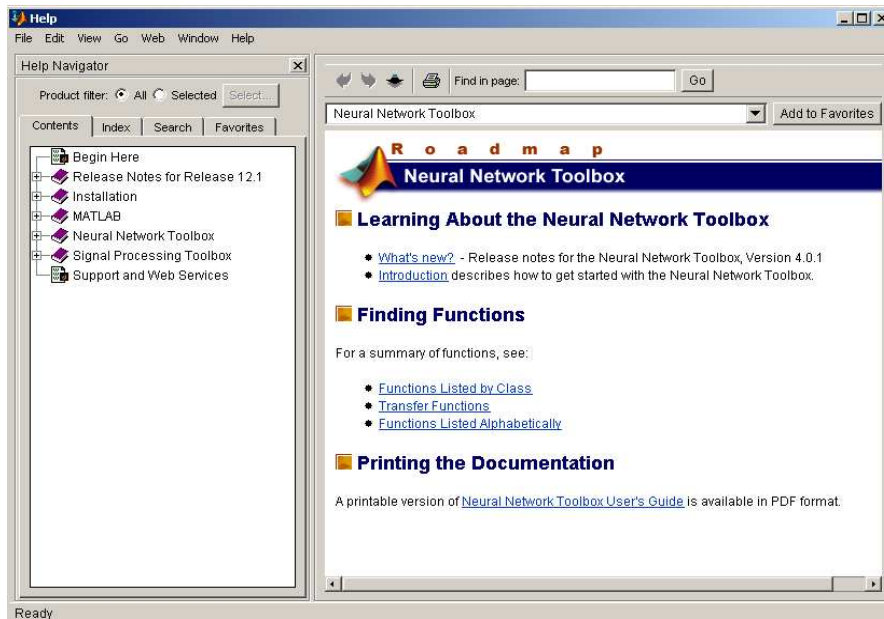 Help
File Edit View Go Web Window Help
Help Navigator
Product filter: All Selected Select...
Contents Index Search Favorites
Begin Here
Release Notes for Release 12.1
Installation
MATLAB
Neural Network Toolbox
Signal Processing Toolbox
Support and Web Services
Find in page: Go
Neural Network Toolbox Add to Favorites
Roadmap
Neural Network Toolbox
Learning About the Neural Network Toolbox
What's new? - Release notes for the Neural Network Toolbox, Version 4.0.1
Introduction describes how to get started with the Neural Network Toolbox.
Finding Functions
For a summary of functions, see:
Functions Listed by Class
Transfer Functions
Functions Listed Alphabetically
Printing the Documentation
A printable version of Neural Network Toolbox User's Guide is available in PDF format.
Ready